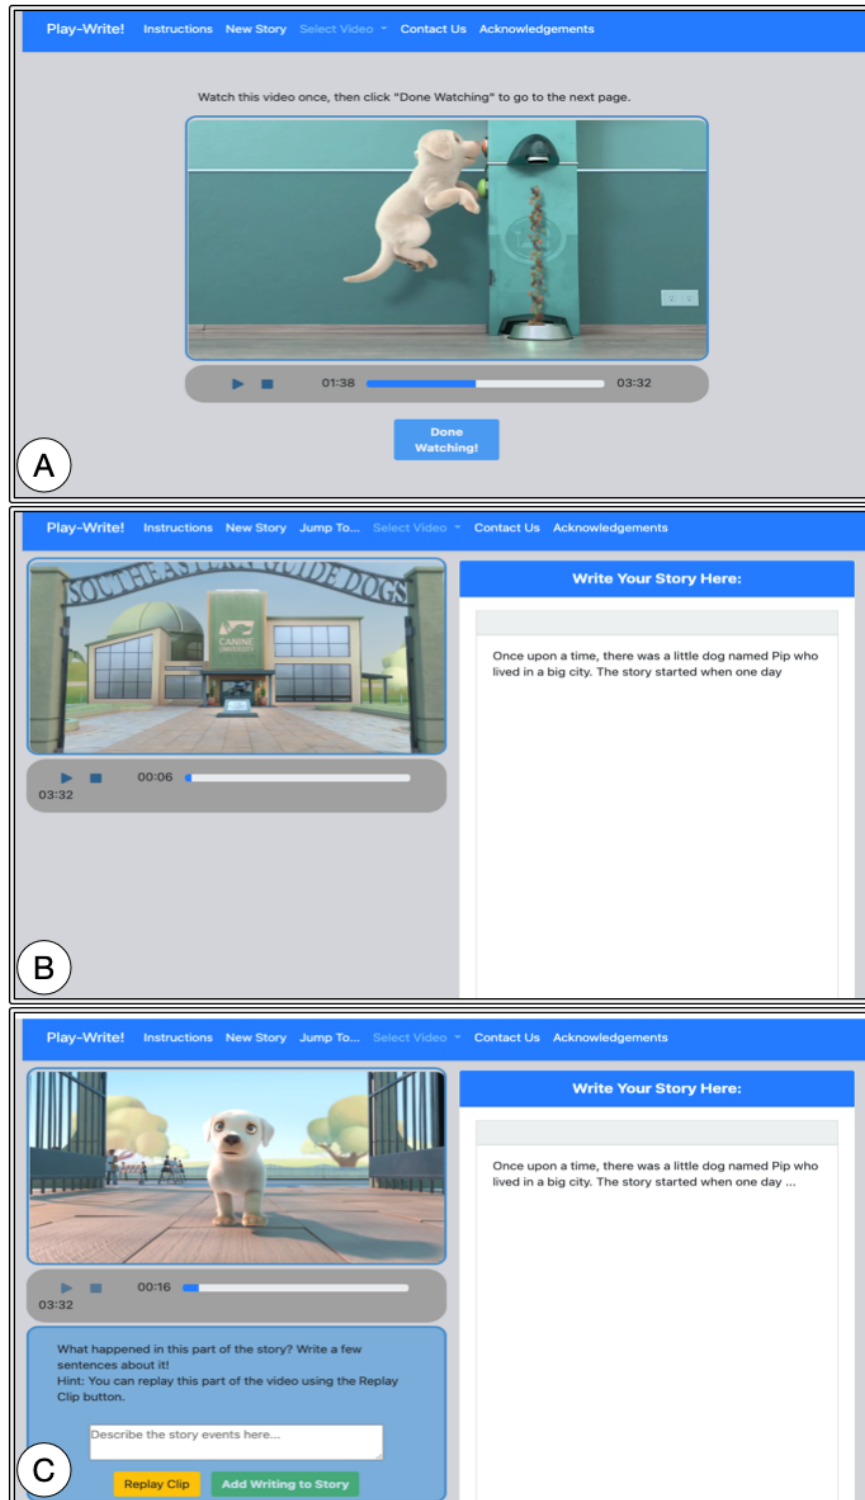 Play-Write! Instructions New Story Select Video Contact Us Acknowledgements
Watch this video once, then click "Done Watching" to go to the next page.
01:38 03:32
Done
Watching!
A
Play-Write! Instructions New Story Jump To... Select Video Contact Us Acknowledgements
SOUTHEASTERN GUIDE DOGS
CANINE
UNIVERSITY
00:06
03:32
Write Your Story Here:
Once upon a time, there was a little dog named Pip who
lived in a big city. The story started when one day
B
Play-Write! Instructions New Story Jump To... Select Video Contact Us Acknowledgements
00:16
03:32
What happened in this part of the story? Write a few
sentences about it!
Hint: You can replay this part of the video using the Replay
Clip button.
Describe the story events here...
Replay Clip Add Writing to Story
Write Your Story Here:
Once upon a time, there was a little dog named Pip who
lived in a big city. The story started when one day ...
C